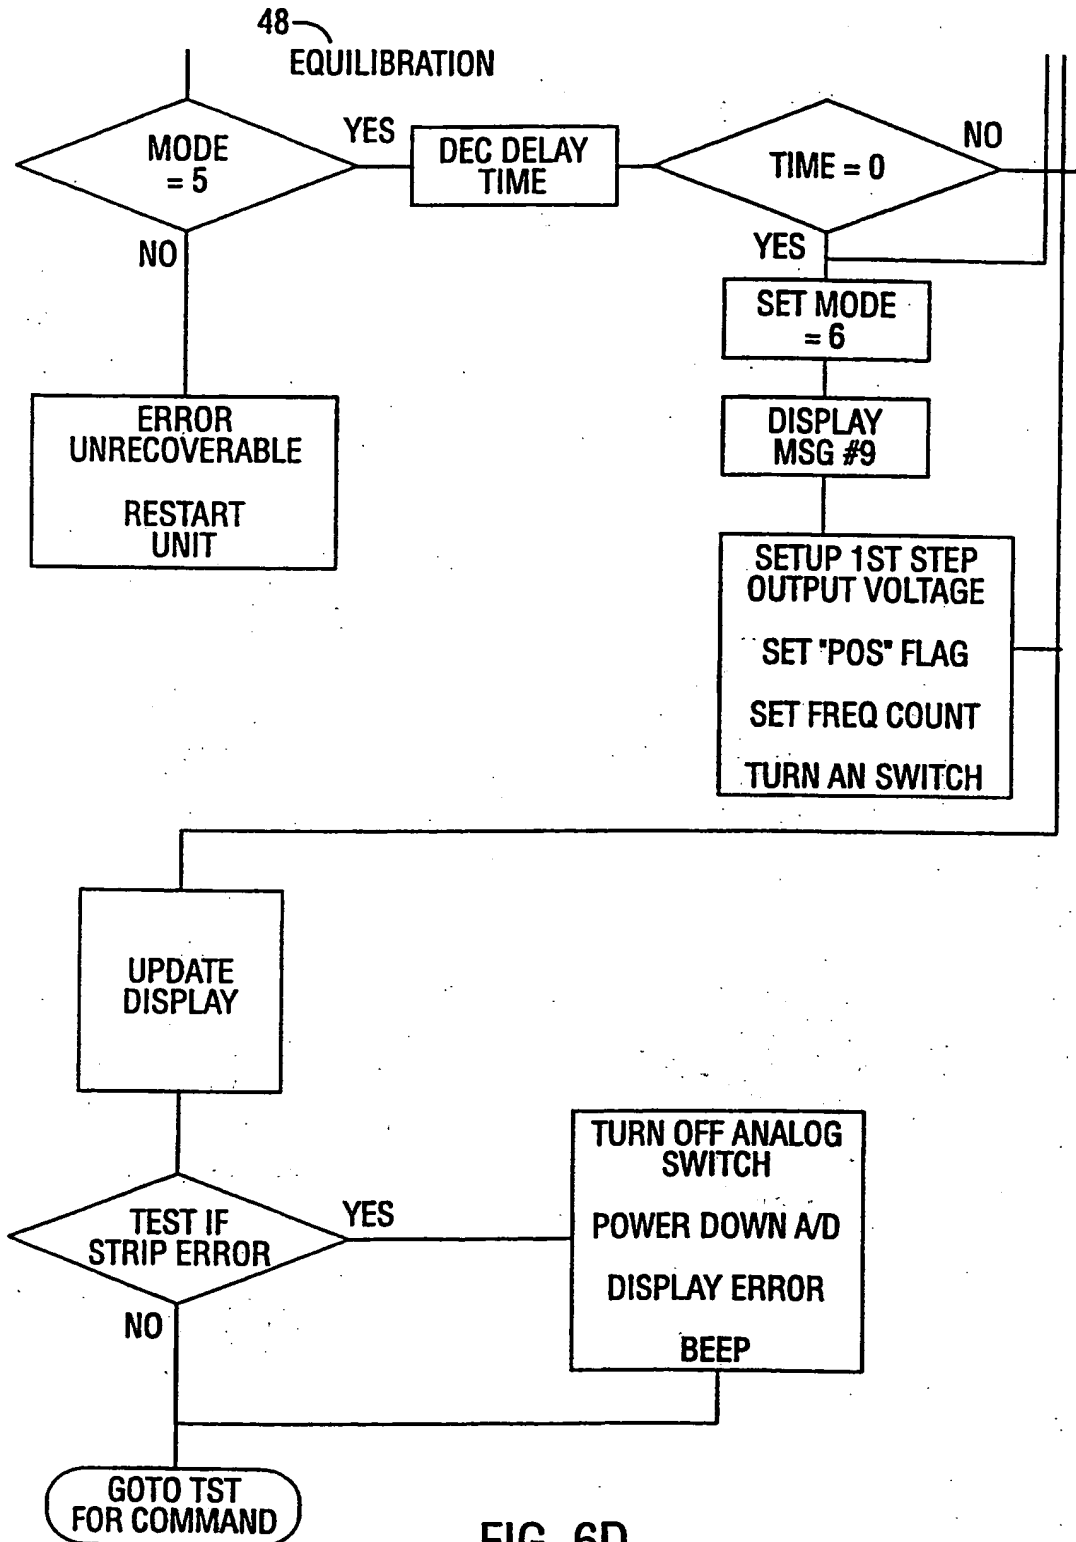 48
EQUILIBRATION
MODE
= 5
YES
DEC DELAY
TIME
TIME = 0
NO
NO
YES
SET MODE
= 6
DISPLAY
MSG #9
ERROR
UNRECOVERABLE
RESTART
UNIT
SETUP 1ST STEP
OUTPUT VOLTAGE
SET "POS" FLAG
SET FREQ COUNT
TURN AN SWITCH
UPDATE
DISPLAY
TEST IF
STRIP ERROR
YES
NO
TURN OFF ANALOG
SWITCH
POWER DOWN A/D
DISPLAY ERROR
BEEP
GOTO TST
FOR COMMAND
FIG. 6D